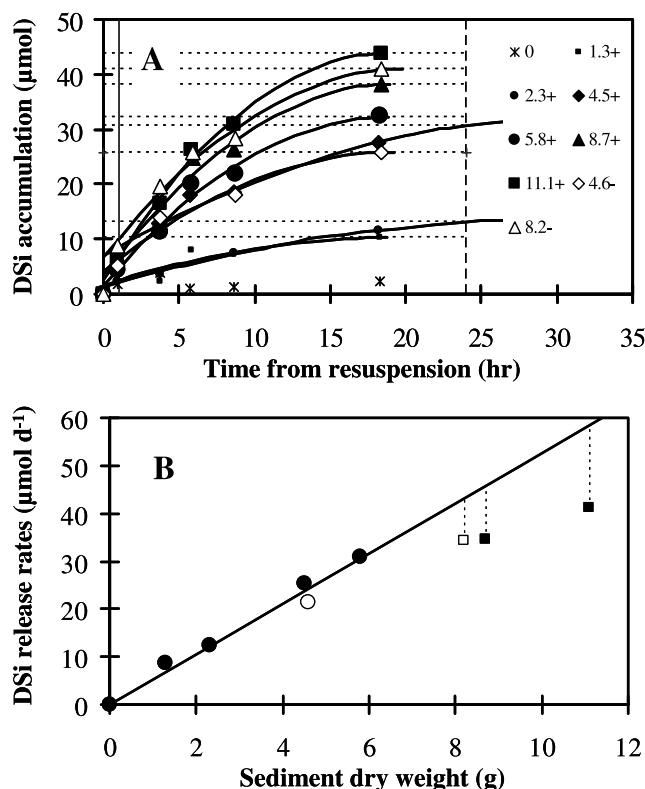 50
40
30
20
10
0
A
DSi accumulation (μmol)
0 1.3+
2.3+ 4.5+
5.8+ 8.7+
11.1+ 4.6-
8.2-
0 5 10 15 20 25 30 35
Time from resuspension (hr)
60
50
40
30
20
10
0
B
DSi release rates (μmol d-1)
0 2 4 6 8 10 12
Sediment dry weight (g)